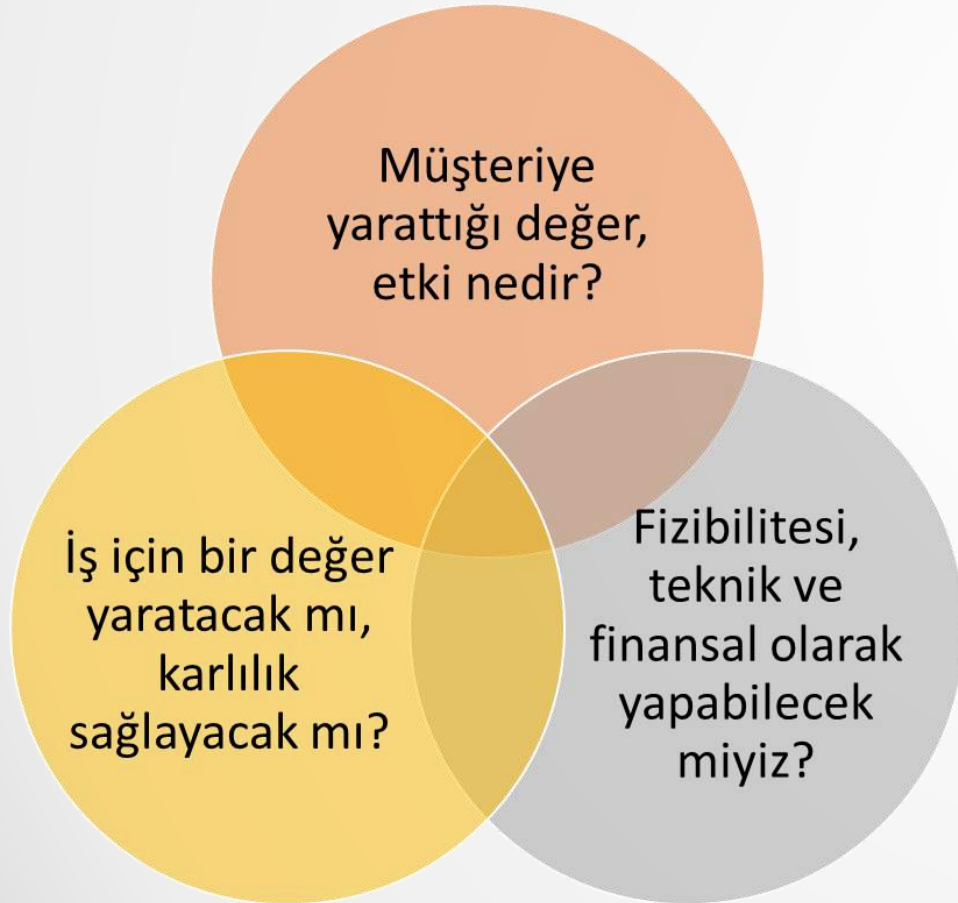 Müşteriye
yarattığı değer,
etki nedir?
İş için bir değer
yaratacak mı,
karlılık
sağlayacak mı?
Fizibilitesi,
teknik ve
finansal olarak
yapabilecek
miyiz?